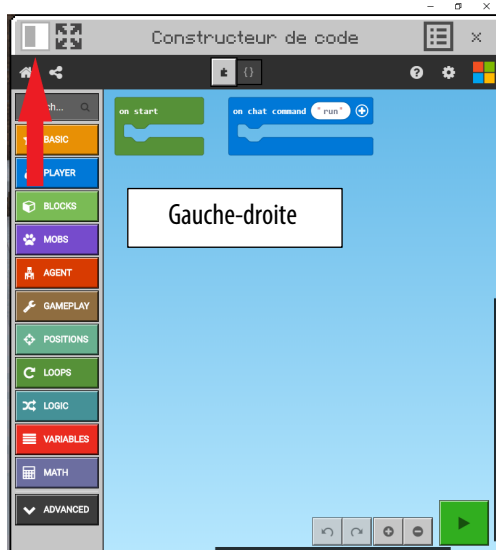 Constructeur de code
{}
ch...
on start
on chat command "run"
BASIC
PLAYER
BLOCKS
Gauche-droite
MOBS
AGENT
GAMEPLAY
POSITIONS
LOOPS
LOGIC
VARIABLES
MATH
ADVANCED